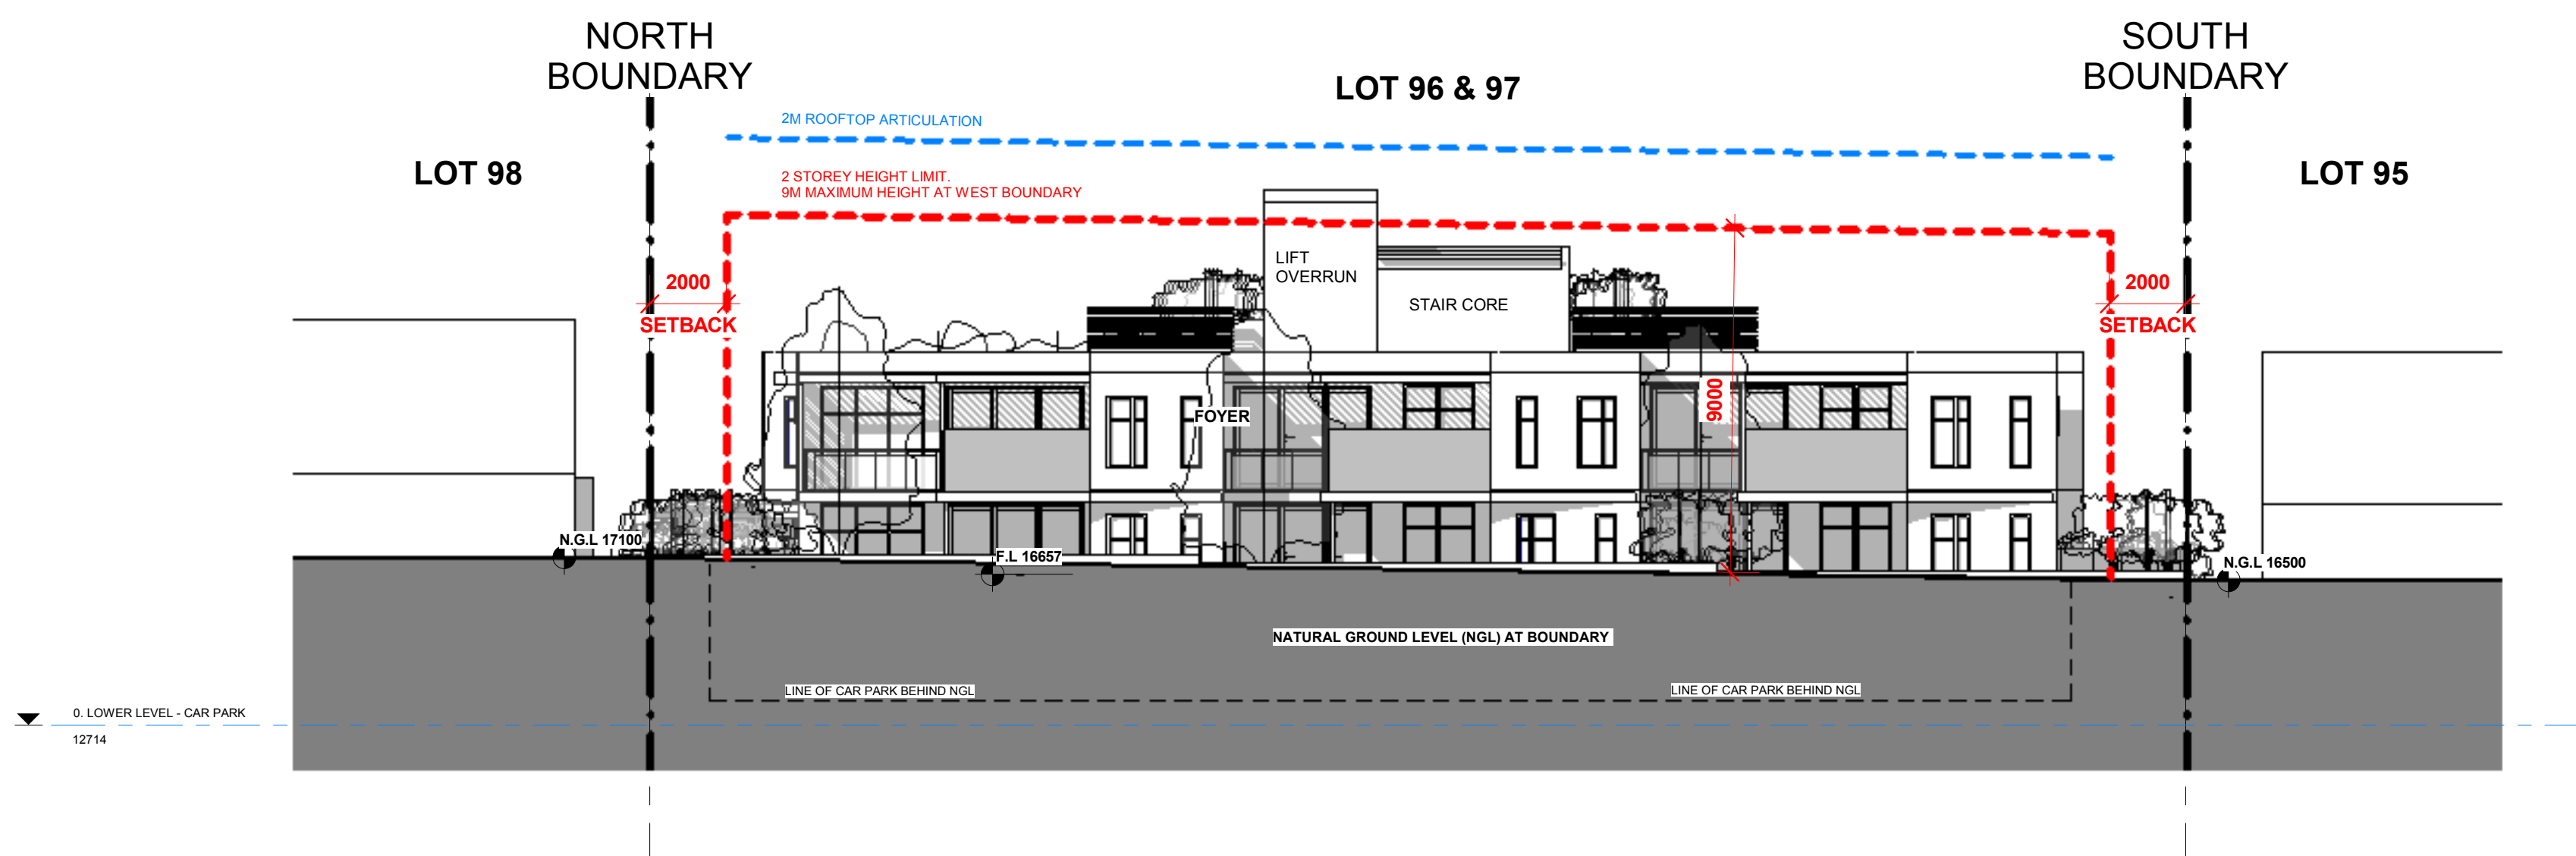 NORTH
BOUNDARY
SOUTH
BOUNDARY
LOT 96 & 97
2M ROOFTOP ARTICULATION
LOT 98
LOT 95
2 STOREY HEIGHT LIMIT.
9M MAXIMUM HEIGHT AT WEST BOUNDARY
LIFT
OVERRUN
2000
SETBACK
2000
SETBACK
STAIR CORE
9000
FOYER
N.G.L 17100
F.L 16657
N.G.L 16500
NATURAL GROUND LEVEL (NGL) AT BOUNDARY
LINE OF CAR PARK BEHIND NGL
LINE OF CAR PARK BEHIND NGL
0. LOWER LEVEL - CAR PARK
12714